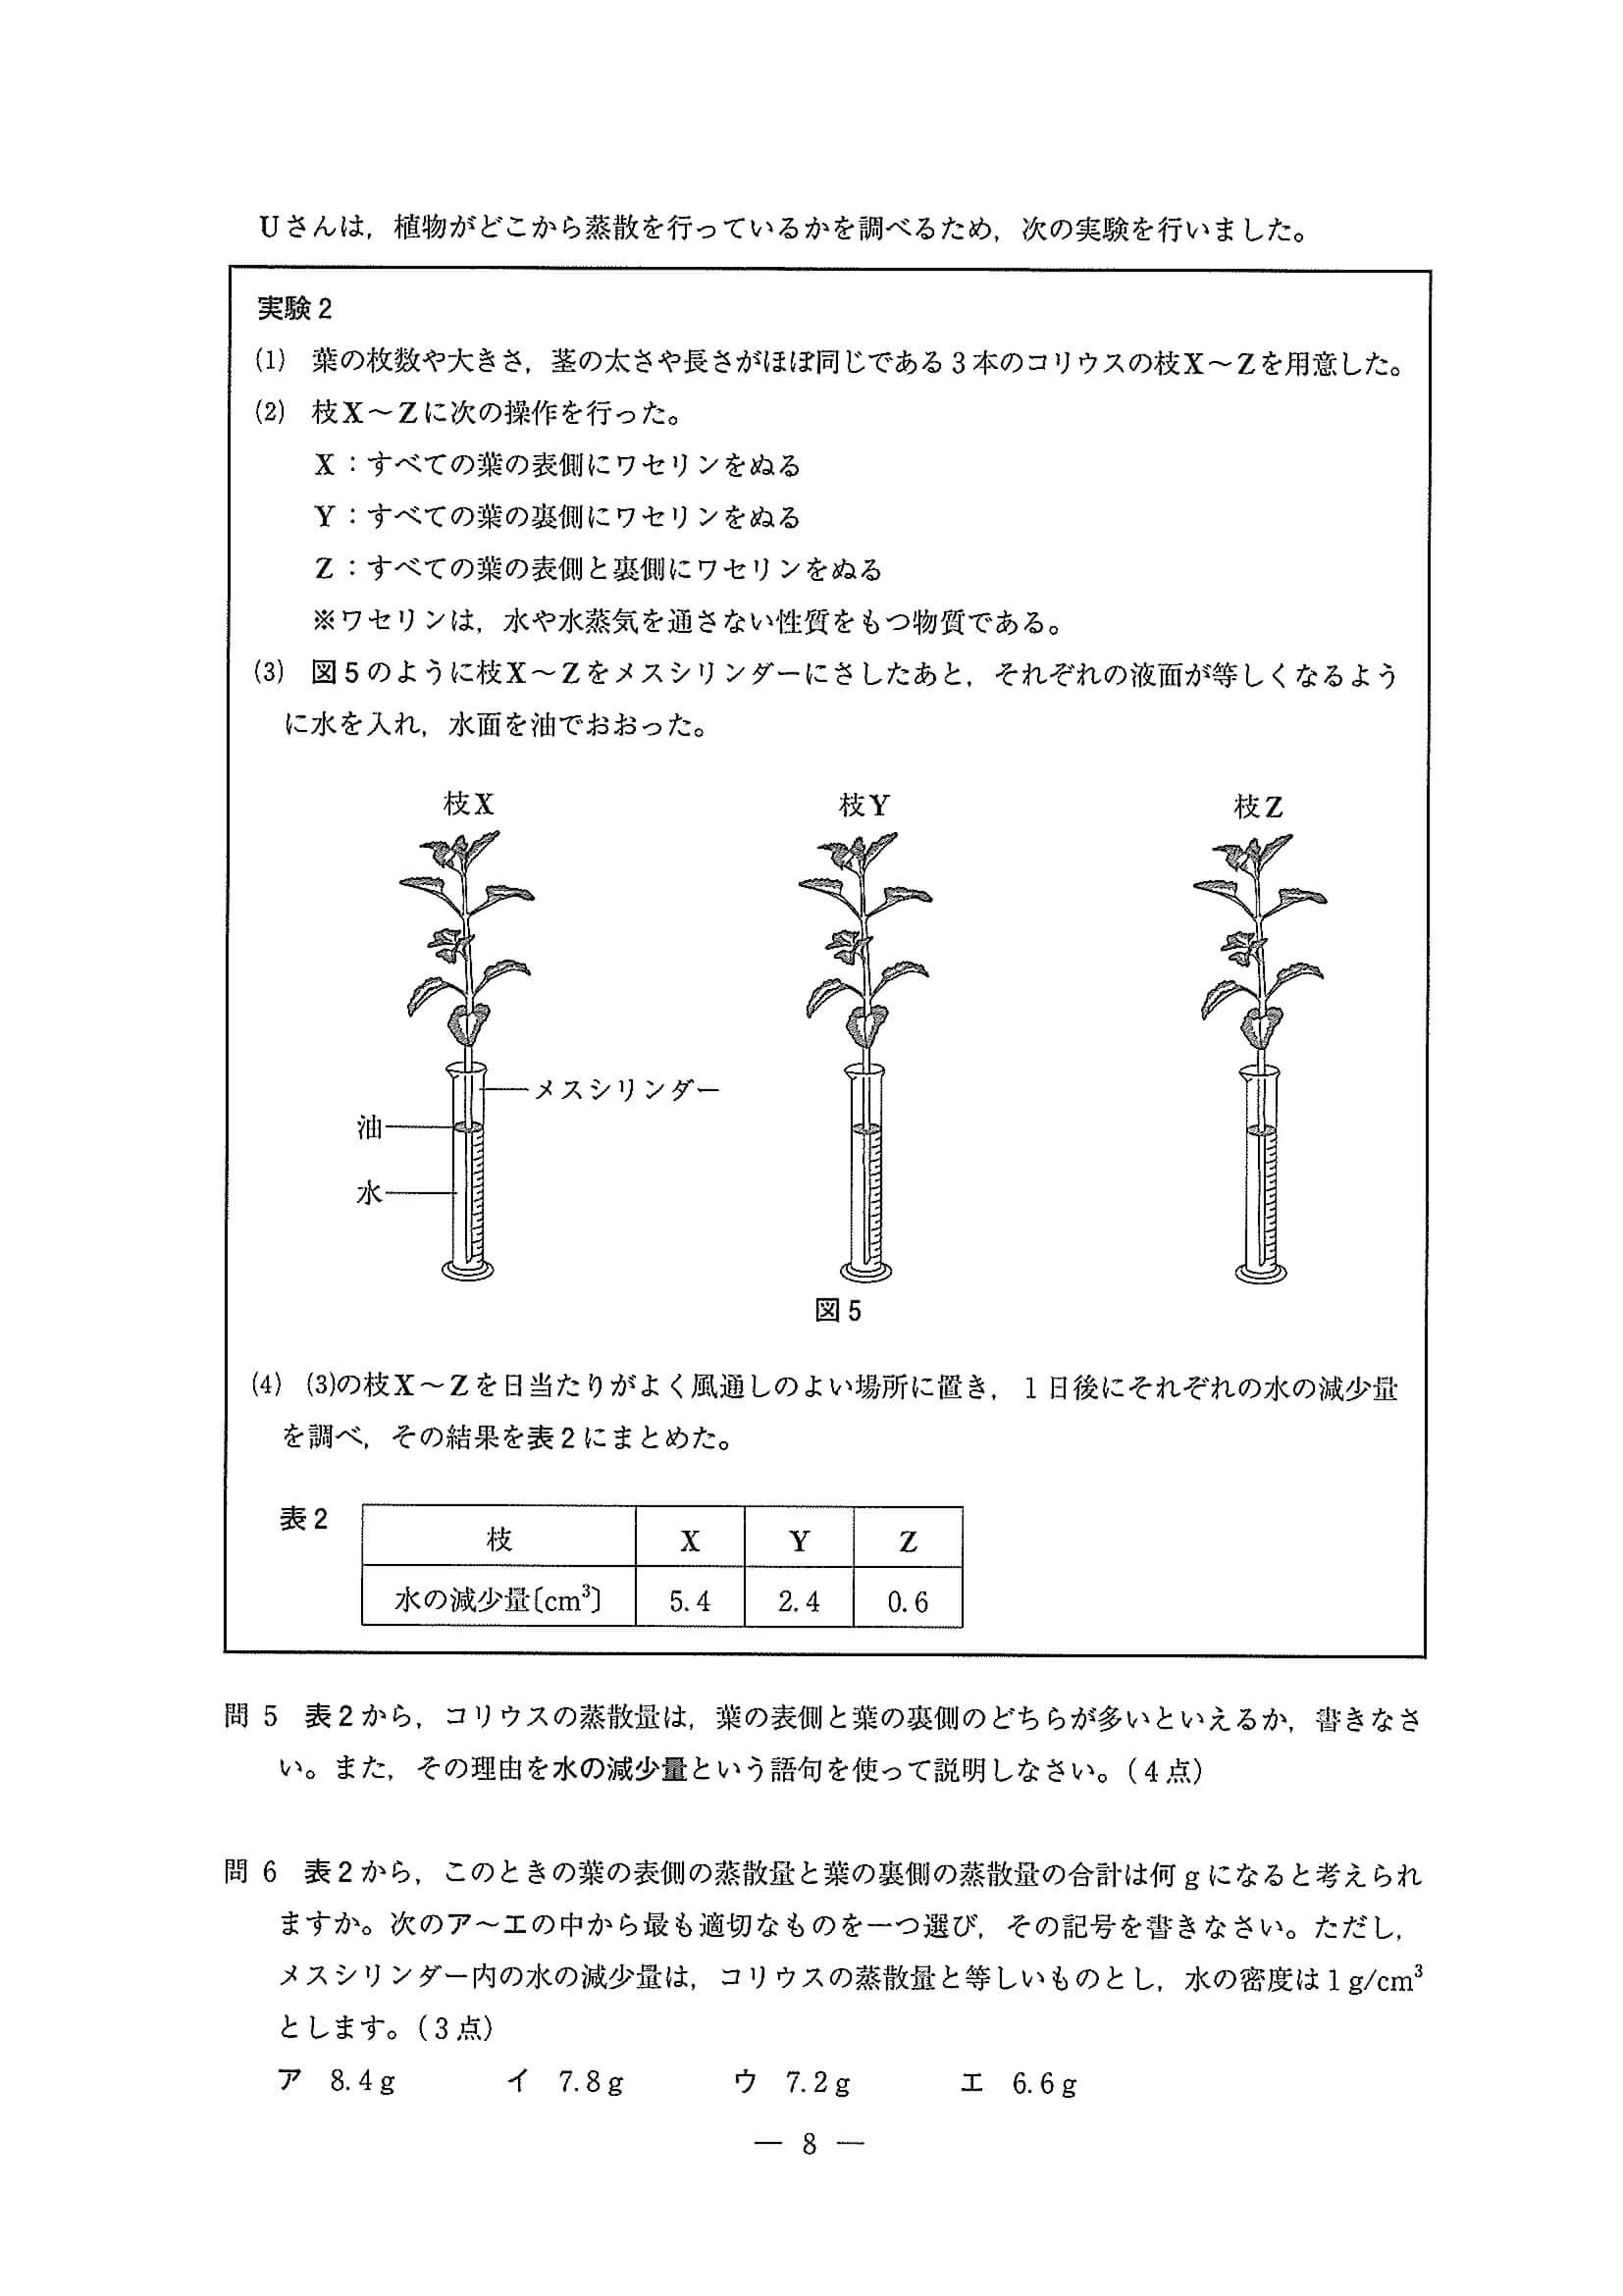 Uさんは，植物がどこから蒸散を行っているかを調べるため，次の実験を行いました。
実験2
(1) 葉の枚数や大きさ，茎の太さや長さがほぼ同じである3本のコリウスの枝X～Zを用意した。
(2) 枝X～Zに次の操作を行った。
X：すべての葉の表側にワセリンをぬる
Y：すべての葉の裏側にワセリンをぬる
Z：すべての葉の表側と裏側にワセリンをぬる
※ワセリンは，水や水蒸気を通さない性質をもつ物質である。
(3) 図5のように枝X～Zをメスシリンダーにさしたあと，それぞれの液面が等しくなるよう
に水を入れ，水面を油でおおった。
枝X 枝Y 枝Z
メスシリンダー
油
水
図5
(4) (3)の枝X～Zを日当たりがよく風通しのよい場所に置き，1日後にそれぞれの水の減少量
を調べ，その結果を表2にまとめた。
表2
枝 X Y Z
水の減少量〔cm³〕 5.4 2.4 0.6
問5 表2から，コリウスの蒸散量は，葉の表側と葉の裏側のどちらが多いといえるか，書きなさ
い。また，その理由を水の減少量という語句を使って説明しなさい。（4点）
問6 表2から，このときの葉の表側の蒸散量と葉の裏側の蒸散量の合計は何gになると考えられ
ますか。次のア～エの中から最も適切なものを一つ選び，その記号を書きなさい。ただし，
メスシリンダー内の水の減少量は，コリウスの蒸散量と等しいものとし，水の密度は1g/cm³
とします。（3点）
ア 8.4g イ 7.8g ウ 7.2g エ 6.6g
― 8 ―